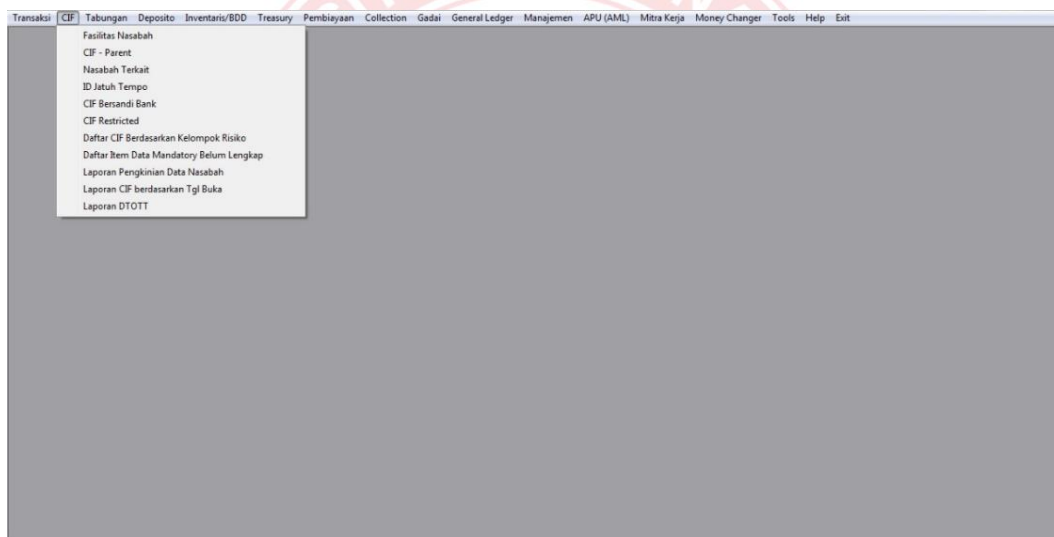 Transaksi CIF Tabungan Deposito Inventaris/BDD Treasury Pembiayaan Collection Gadai General Ledger Manajemen APU (AML) Mitra Kerja Money Changer Tools Help Exit
Fasilitas Nasabah
CIF - Parent
Nasabah Terkait
ID Jatuh Tempo
CIF Bersandi Bank
CIF Restricted
Daftar CIF Berdasarkan Kelompok Risiko
Daftar Item Data Mandatory Belum Lengkap
Laporan Pengkinian Data Nasabah
Laporan CIF berdasarkan Tgl Buka
Laporan DTOTT